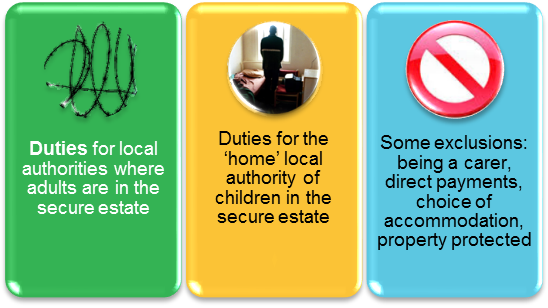 Duties for local
authorities where
adults are in the
secure estate
Duties for the
‘home’ local
authority of
children in the
secure estate
Some exclusions:
being a carer,
direct payments,
choice of
accommodation,
property protected